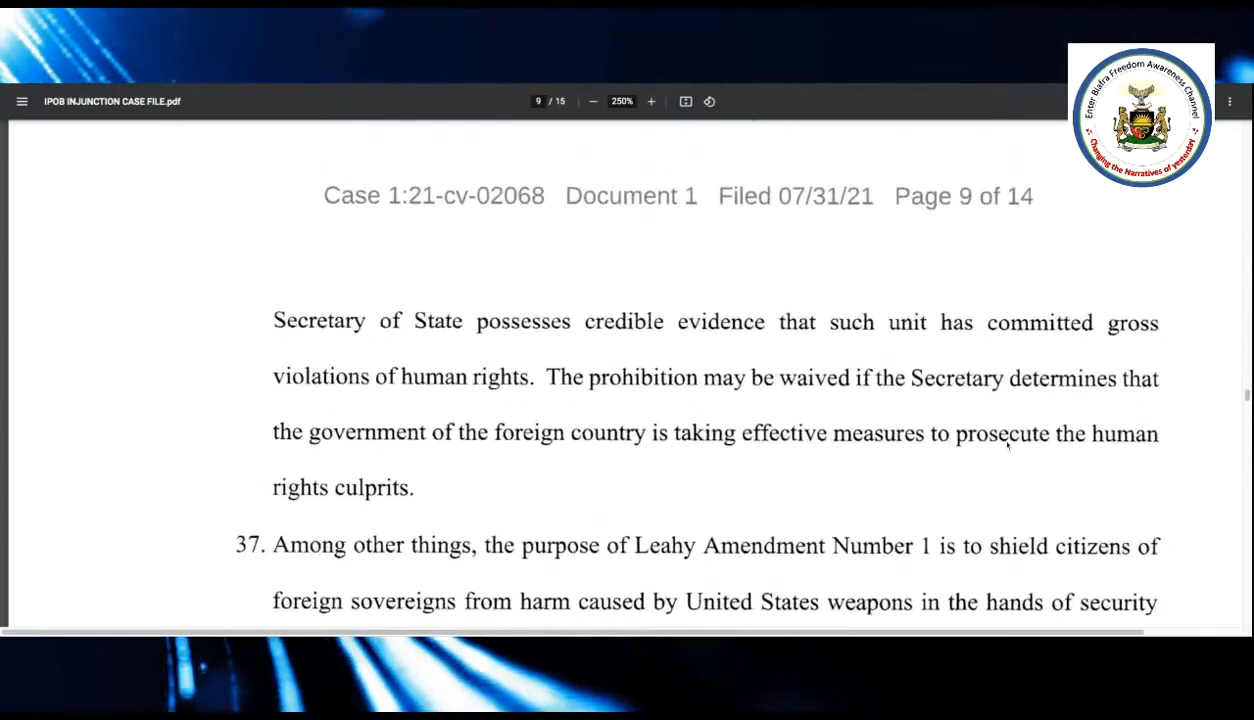 IPOB INJUNCTION CASE FILE.pdf
9 / 15
250%
Enter Biafra Freedom Awareness Channel
Changing the Narratives of yesterday
Case 1:21-cv-02068 Document 1 Filed 07/31/21 Page 9 of 14
Secretary of State possesses credible evidence that such unit has committed gross
violations of human rights. The prohibition may be waived if the Secretary determines that
the government of the foreign country is taking effective measures to prosecute the human
rights culprits.
37. Among other things, the purpose of Leahy Amendment Number 1 is to shield citizens of
foreign sovereigns from harm caused by United States weapons in the hands of security